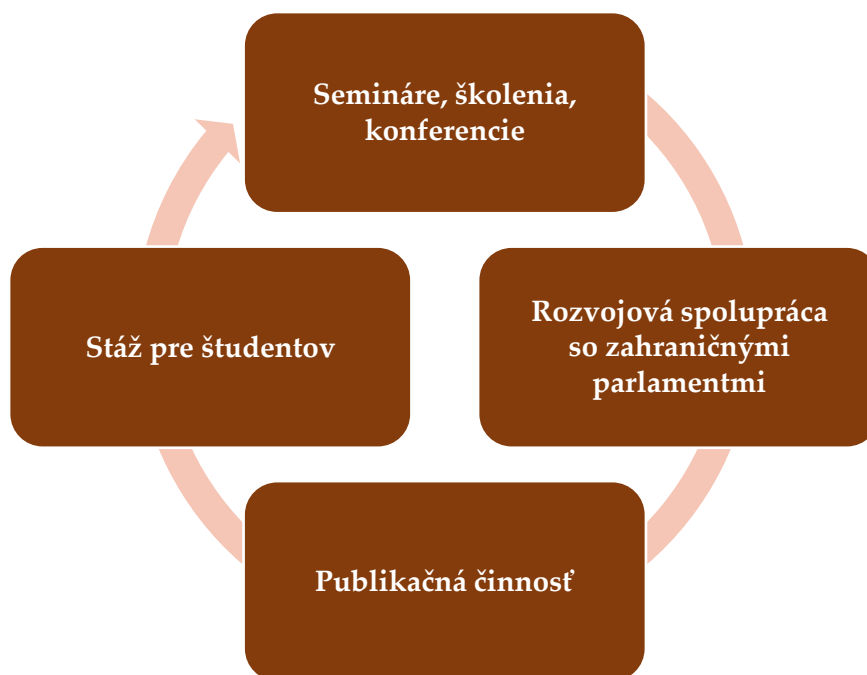 Semináre, školenia,
konferencie
Rozvojová spolupráca
so zahraničnými
parlamentmi
Publikačná činnosť
Stáž pre študentov